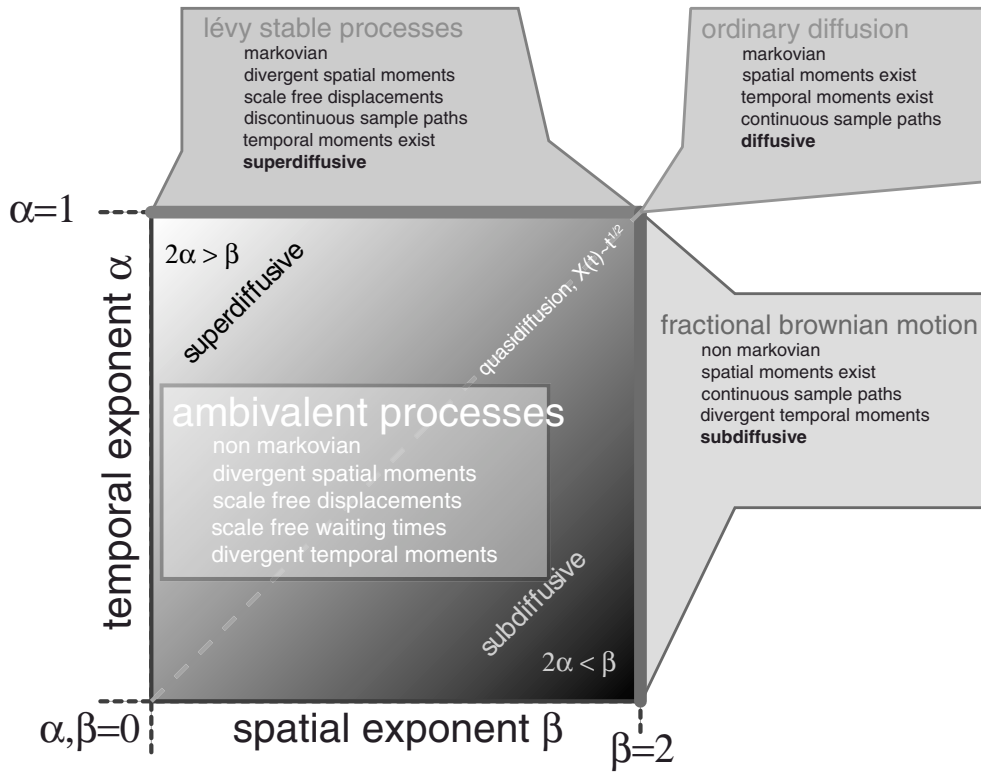 lévy stable processes
markovian
divergent spatial moments
scale free displacements
discontinuous sample paths
temporal moments exist
superdiffusive
ordinary diffusion
markovian
spatial moments exist
temporal moments exist
continuous sample paths
diffusive
α=1
2α > β
superdiffusive
quasidiffusion, X(t)~t^1/2
temporal exponent α
fractional brownian motion
non markovian
spatial moments exist
continuous sample paths
divergent temporal moments
subdiffusive
ambivalent processes
non markovian
divergent spatial moments
scale free displacements
scale free waiting times
divergent temporal moments
subdiffusive
2α < β
α,β=0
spatial exponent β
β=2